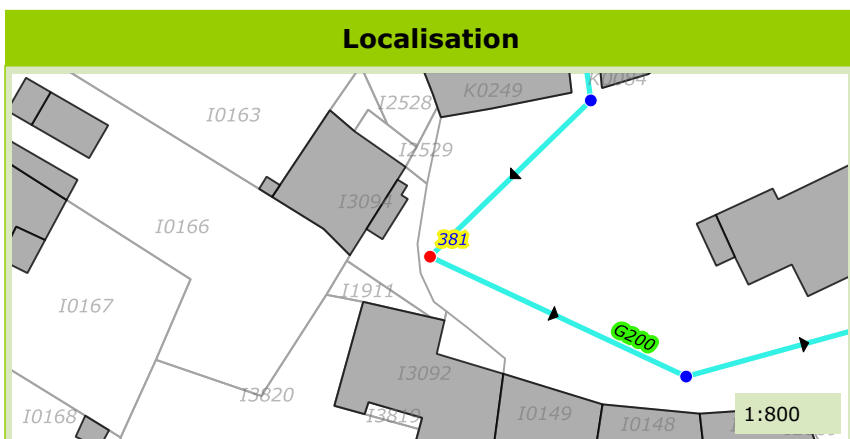 Localisation
K0249
K0084
I2528
I0163
I2529
I3094
I0166
381
I1911
I0167
G200
I3092
I3820
I0168
I3819
I0149
I0148
1:800